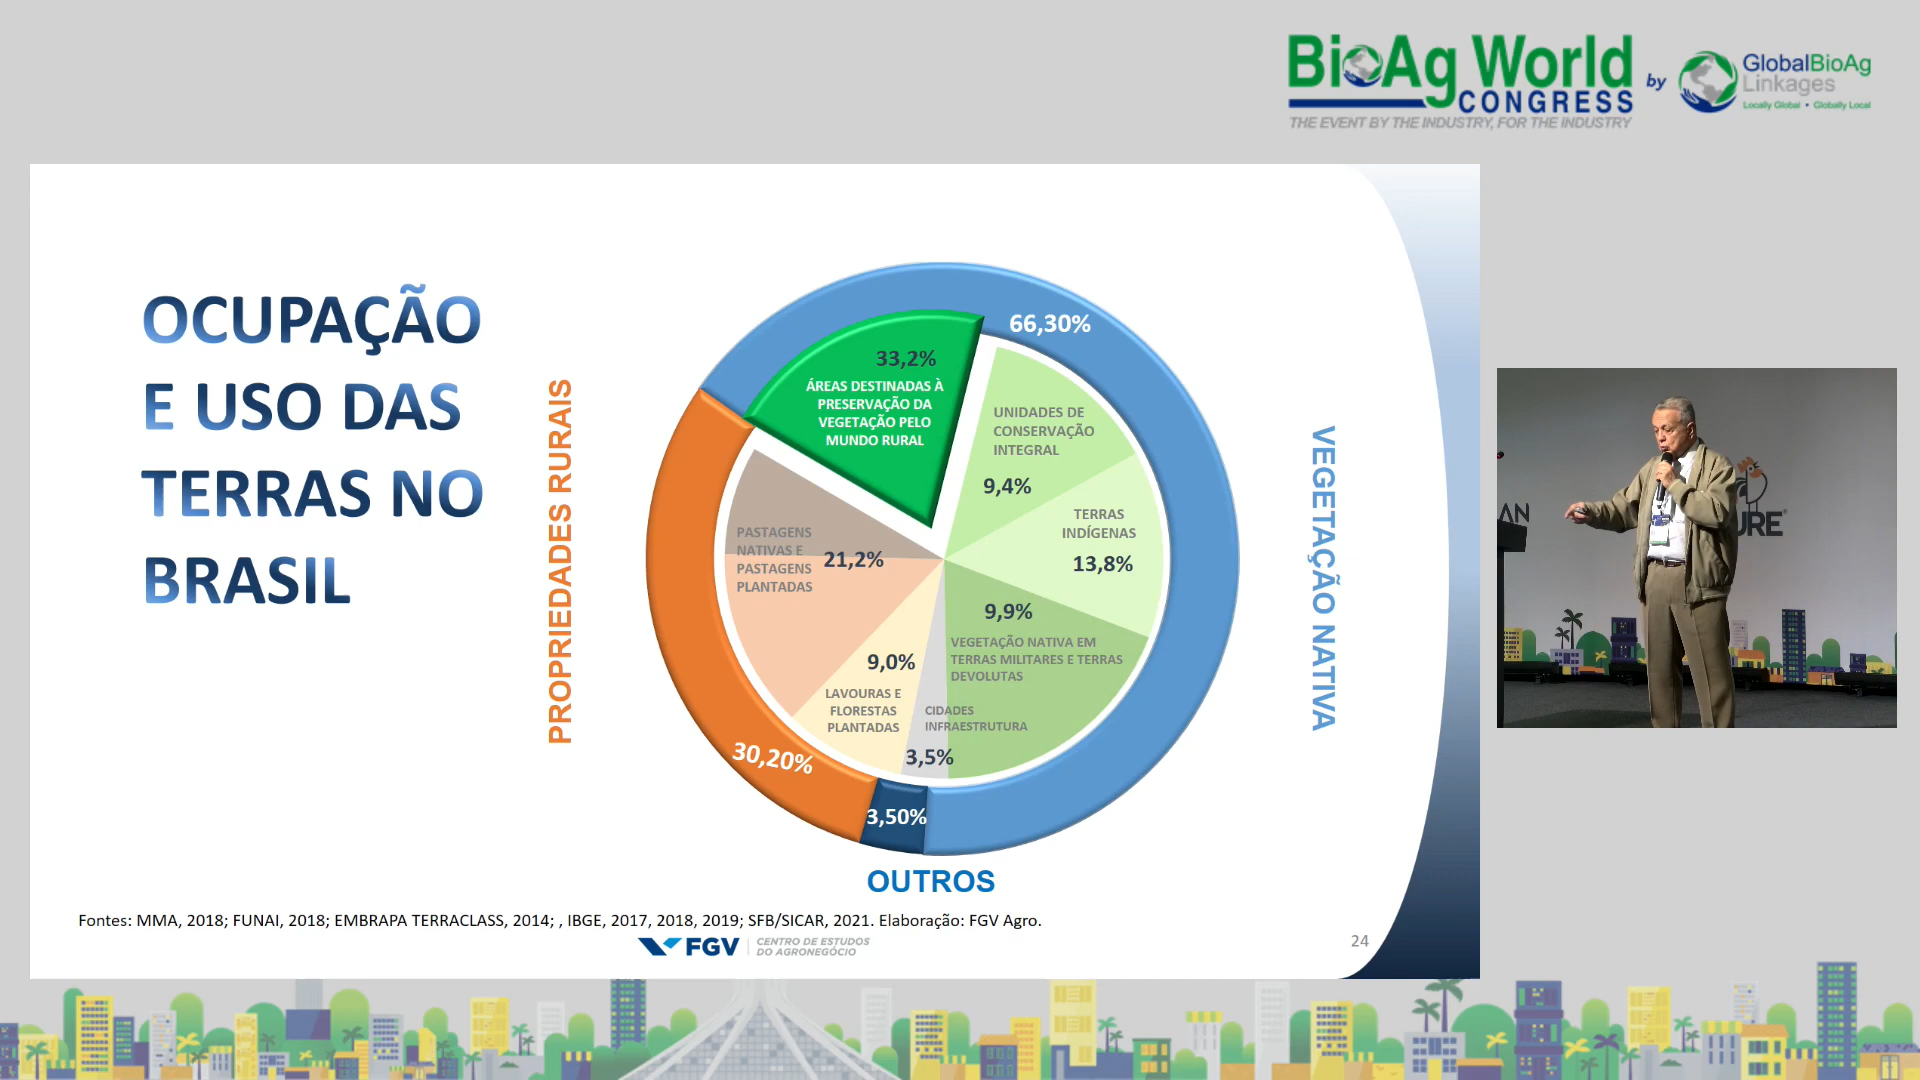 BioAg World
CONGRESS
THE EVENT BY THE INDUSTRY, FOR THE INDUSTRY
by
GlobalBioAg
Linkages
Locally Global • Globally Local
OCUPAÇÃO
E USO DAS
TERRAS NO
BRASIL
PROPRIEDADES RURAIS
66,30%
33,2%
ÁREAS DESTINADAS À
PRESERVAÇÃO DA
VEGETAÇÃO PELO
MUNDO RURAL
UNIDADES DE
CONSERVAÇÃO
INTEGRAL
9,4%
TERRAS
INDÍGENAS
13,8%
9,9%
VEGETAÇÃO NATIVA EM
TERRAS MILITARES E TERRAS
DEVOLUTAS
PASTAGENS
NATIVAS E
PASTAGENS
PLANTADAS
21,2%
9,0%
LAVOURAS E
FLORESTAS
PLANTADAS
CIDADES
INFRAESTRUTURA
3,5%
30,20%
3,50%
OUTROS
VEGETAÇÃO NATIVA
Fontes: MMA, 2018; FUNAI, 2018; EMBRAPA TERRACLASS, 2014; , IBGE, 2017, 2018, 2019; SFB/SICAR, 2021. Elaboração: FGV Agro.
FGV
CENTRO DE ESTUDOS
DO AGRONEGÓCIO
24
AN
URE